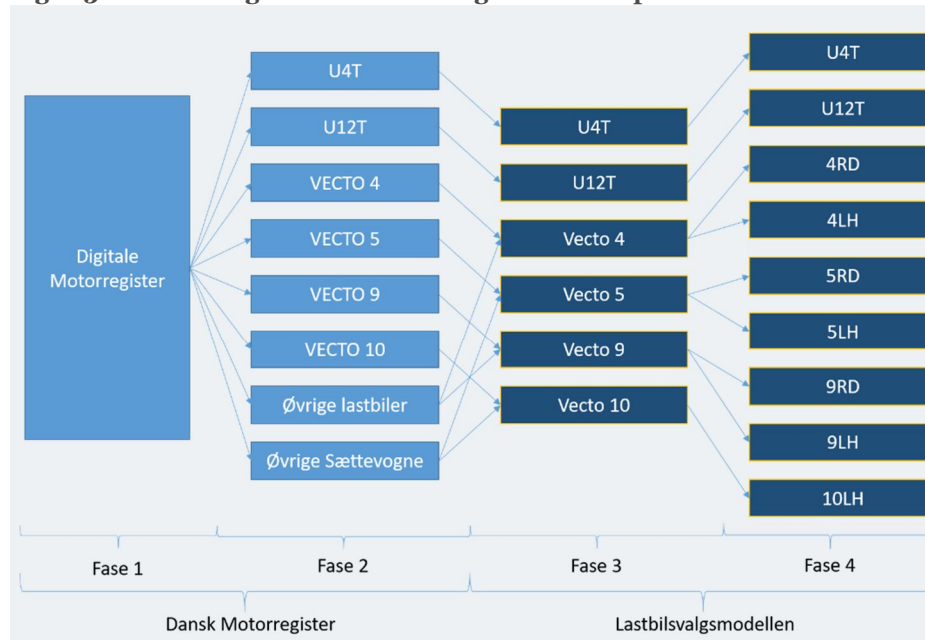 Digitale
Motorregister
U4T
U12T
VECTO 4
VECTO 5
VECTO 9
VECTO 10
Øvrige lastbiler
Øvrige Sættevogne
U4T
U12T
Vecto 4
Vecto 5
Vecto 9
Vecto 10
U4T
U12T
4RD
4LH
5RD
5LH
9RD
9LH
10LH
Fase 1
Fase 2
Fase 3
Fase 4
Dansk Motorregister
Lastbilsvalgsmodellen